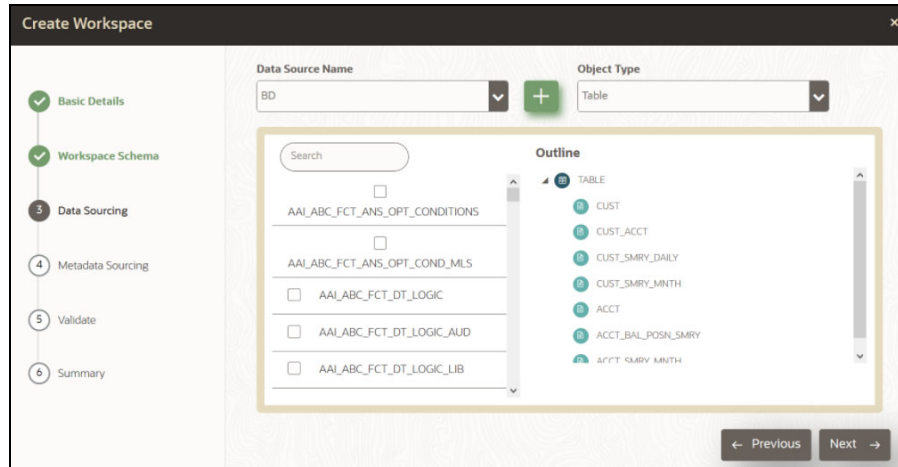 Create Workspace
×
Basic Details
Workspace Schema
3 Data Sourcing
4 Metadata Sourcing
5 Validate
6 Summary
Data Source Name
BD
+
Object Type
Table
Search
AAI_ABC_FCT_ANS_OPT_CONDITIONS
AAI_ABC_FCT_ANS_OPT_COND_MLS
AAI_ABC_FCT_DT_LOGIC
AAI_ABC_FCT_DT_LOGIC_AUD
AAI_ABC_FCT_DT_LOGIC_LIB
Outline
TABLE
CUST
CUST_ACCT
CUST_SMRY_DAILY
CUST_SMRY_MNTH
ACCT
ACCT_BAL_POSN_SMRY
ACCT_SMRY_MNTH
← Previous
Next →